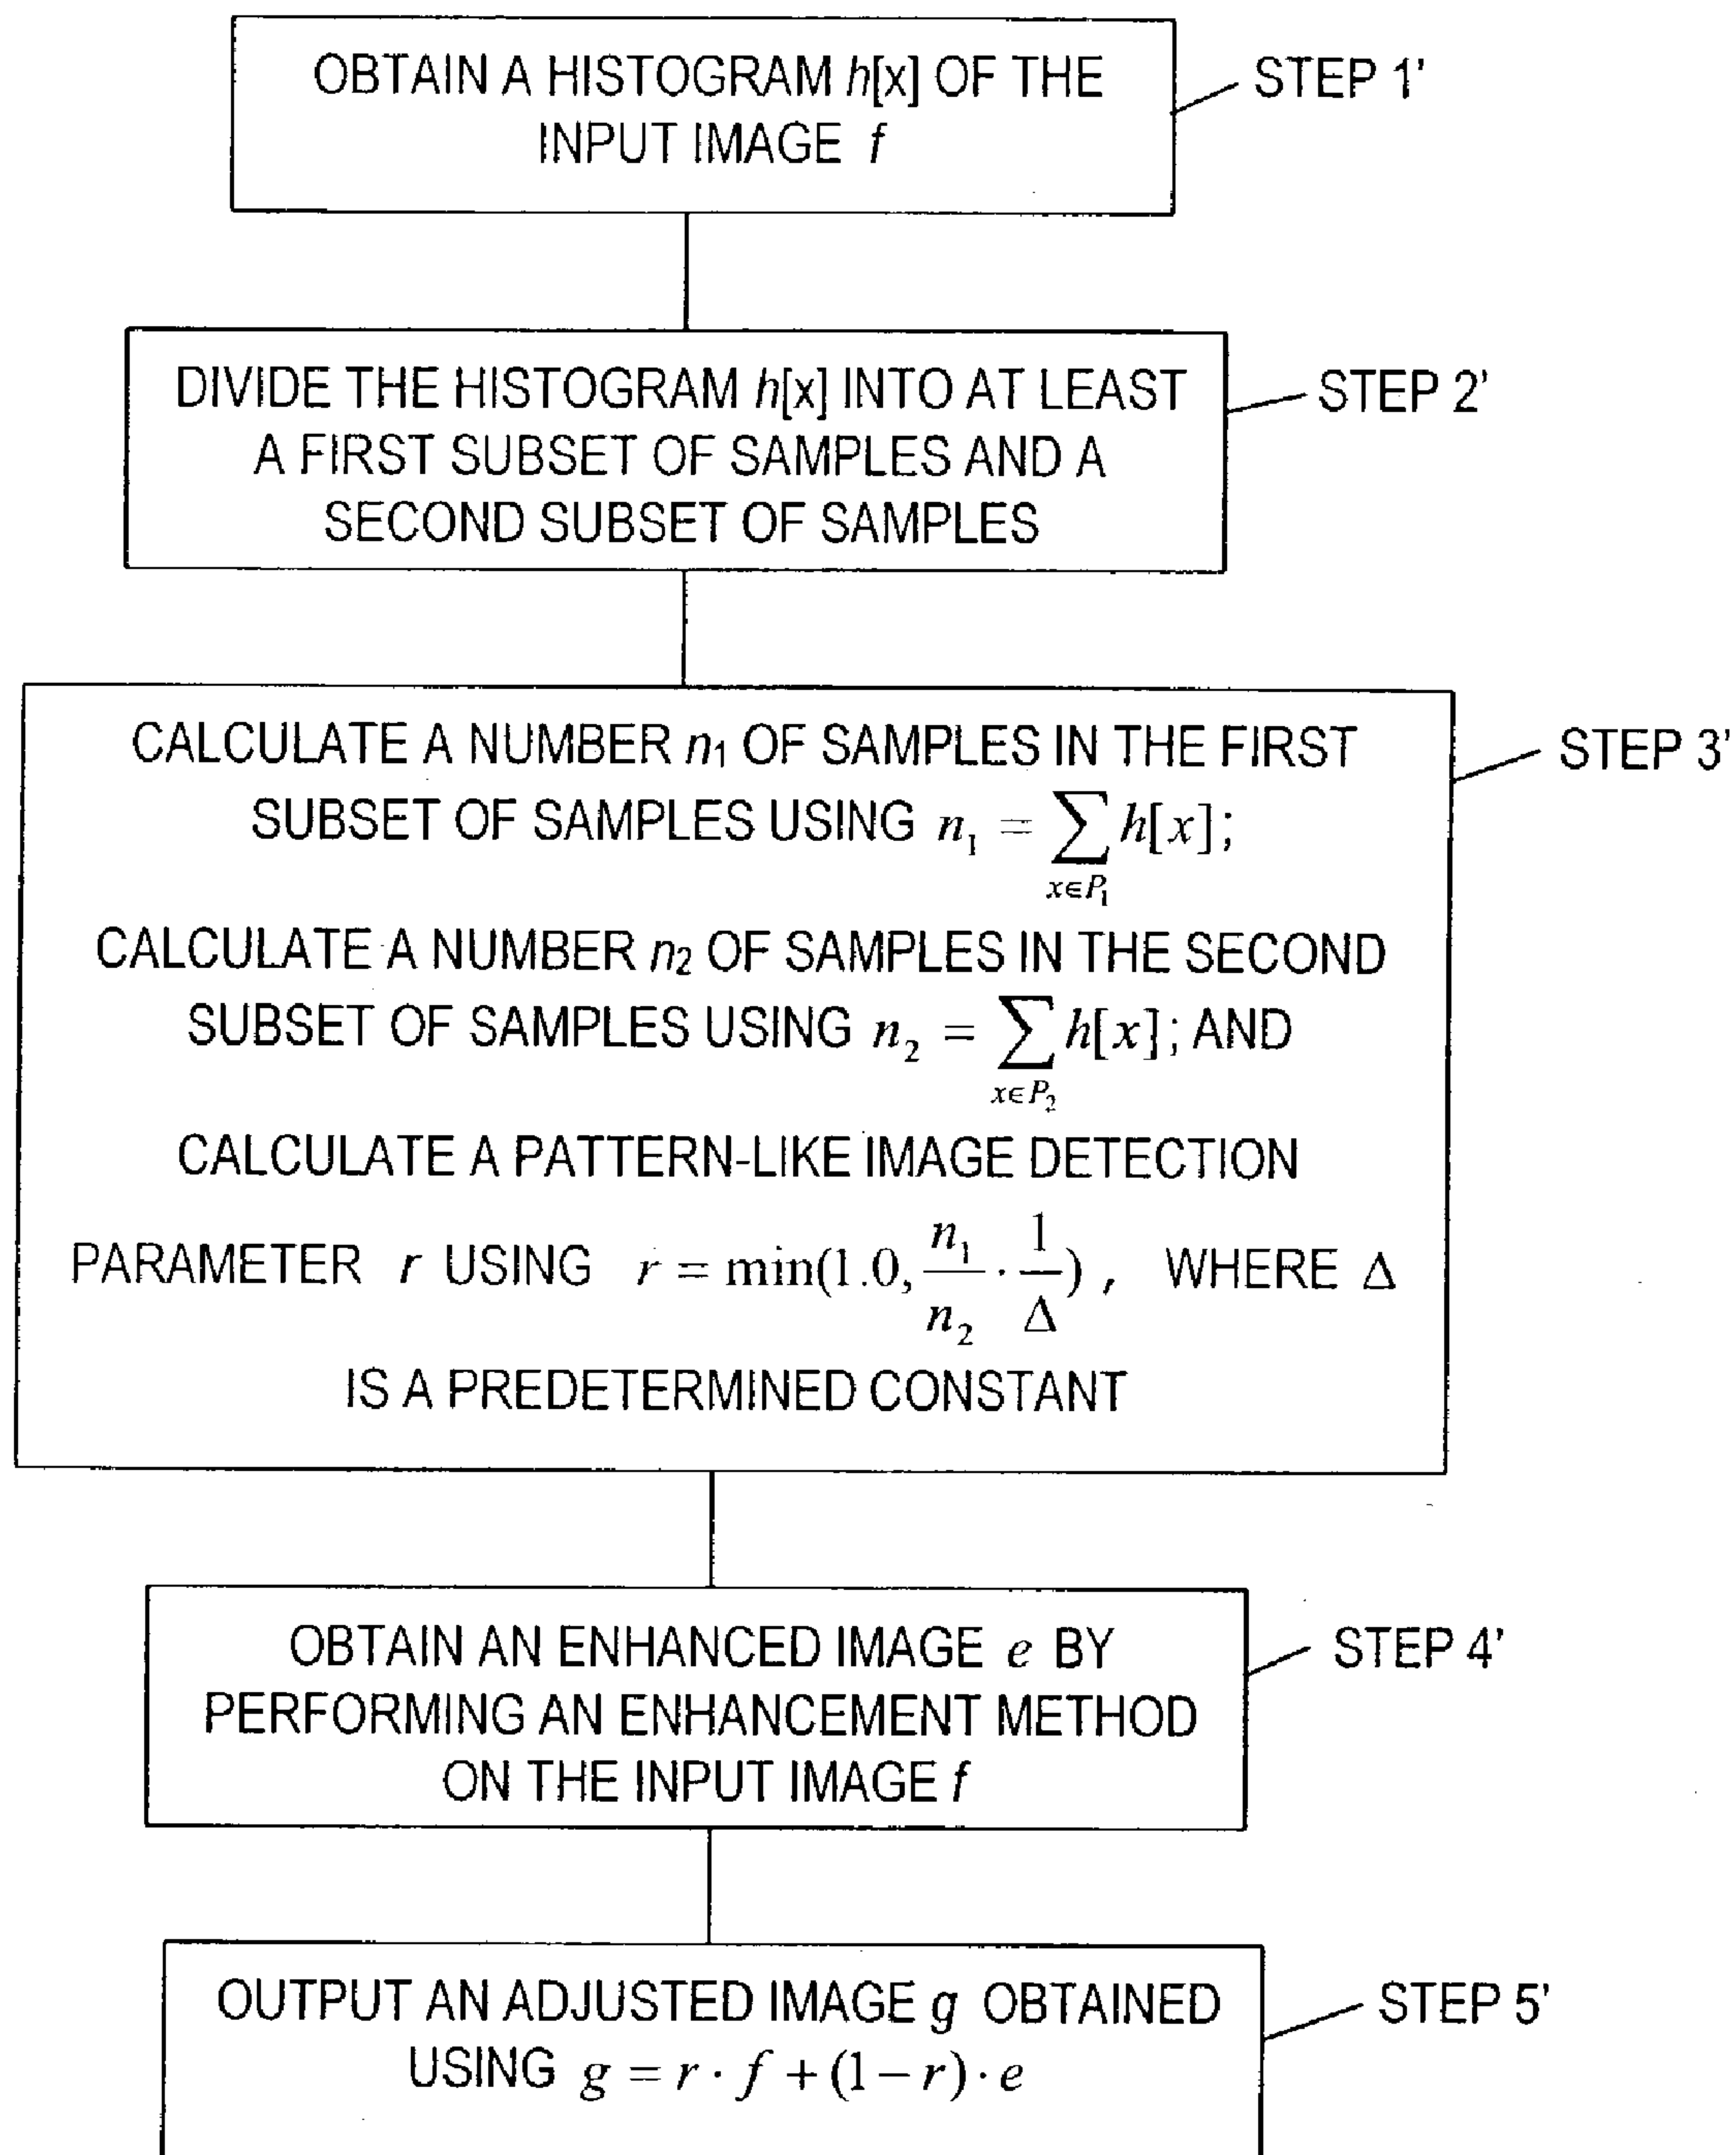 OBTAIN A HISTOGRAM h[x] OF THE
INPUT IMAGE f
STEP 1'
DIVIDE THE HISTOGRAM h[x] INTO AT LEAST
A FIRST SUBSET OF SAMPLES AND A
SECOND SUBSET OF SAMPLES
STEP 2'
CALCULATE A NUMBER n₁ OF SAMPLES IN THE FIRST
SUBSET OF SAMPLES USING n₁ = ∑_{x∈P₁} h[x];
CALCULATE A NUMBER n₂ OF SAMPLES IN THE SECOND
SUBSET OF SAMPLES USING n₂ = ∑_{x∈P₂} h[x]; AND
CALCULATE A PATTERN-LIKE IMAGE DETECTION
PARAMETER r USING r = min(1.0, n₁/n₂ · 1/Δ), WHERE Δ
IS A PREDETERMINED CONSTANT
STEP 3'
OBTAIN AN ENHANCED IMAGE e BY
PERFORMING AN ENHANCEMENT METHOD
ON THE INPUT IMAGE f
STEP 4'
OUTPUT AN ADJUSTED IMAGE g OBTAINED
USING g = r · f + (1 − r) · e
STEP 5'